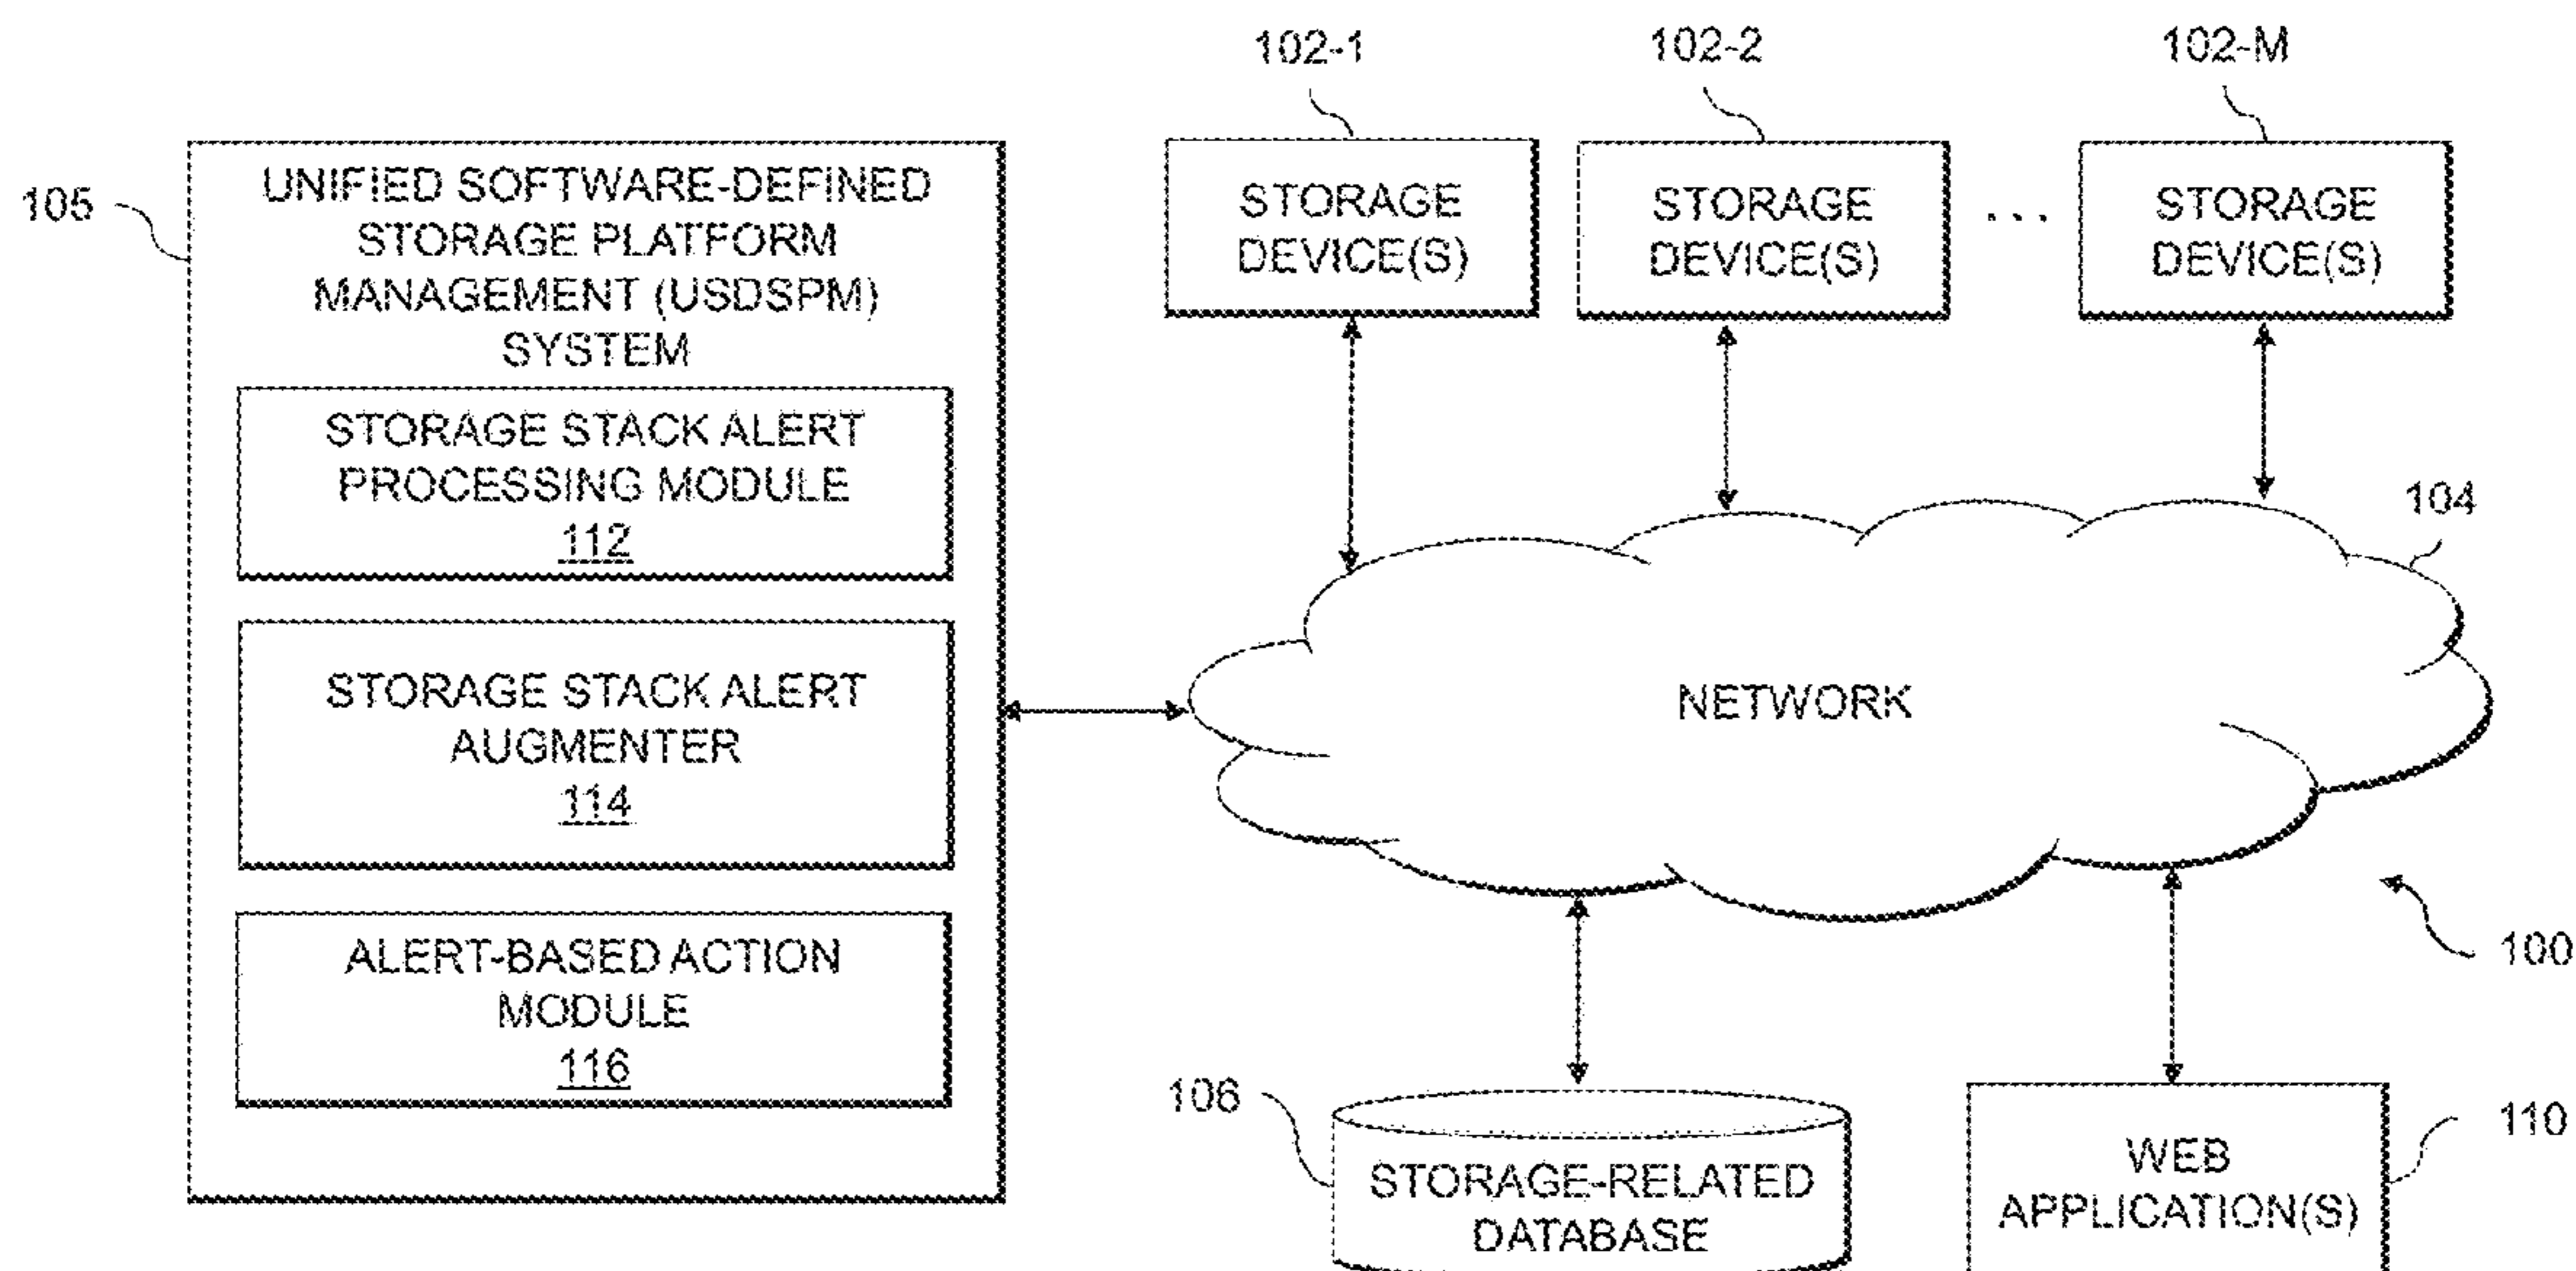 102-1
102-2
102-M
105
UNIFIED SOFTWARE-DEFINED
STORAGE PLATFORM
MANAGEMENT (USDSPM)
SYSTEM
STORAGE STACK ALERT
PROCESSING MODULE
112
STORAGE STACK ALERT
AUGMENTER
114
ALERT-BASED ACTION
MODULE
116
STORAGE
DEVICE(S)
STORAGE
DEVICE(S)
...
STORAGE
DEVICE(S)
104
NETWORK
100
106
STORAGE-RELATED
DATABASE
WEB
APPLICATION(S)
110